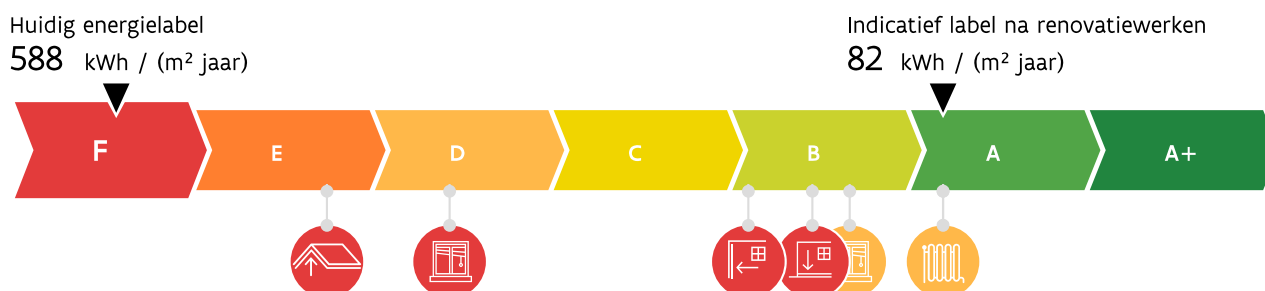 Huidig energielabel
588 kWh / (m² jaar)
Indicatief label na renovatiewerken
82 kWh / (m² jaar)
F E D C B A A+